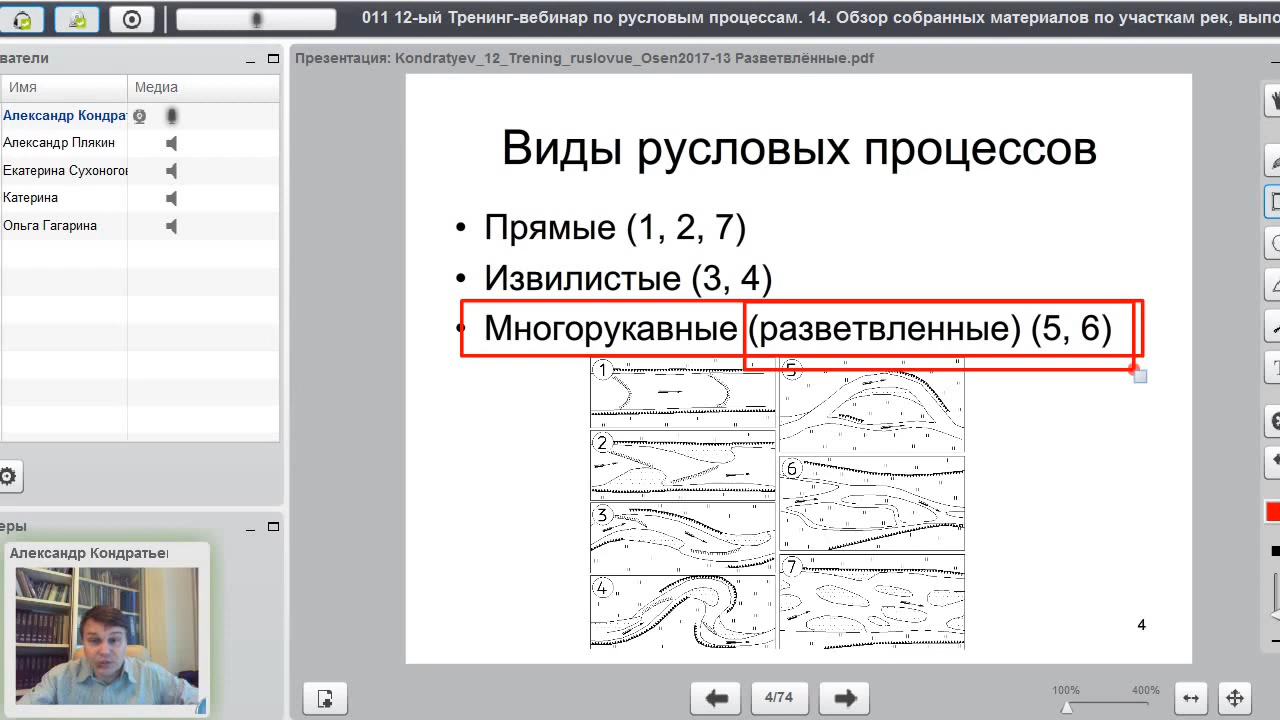 011 12-ый Тренинг-вебинар по русловым процессам. 14. Обзор собранных материалов по участкам рек, выпо
ватели
Презентация: Kondratyev_12_Trening_ruslovue_Osen2017-13 Разветвлённые.pdf
Имя
Медиа
Александр Кондра
Александр Плякин
Екатерина Сухоногов
Катерина
Ольга Гагарина
Виды русловых процессов
• Прямые (1, 2, 7)
• Извилистые (3, 4)
• Многорукавные (разветвленные) (5, 6)
1
2
3
4
5
6
7
4
еры
Александр Кондратьев
4/74
100%
400%